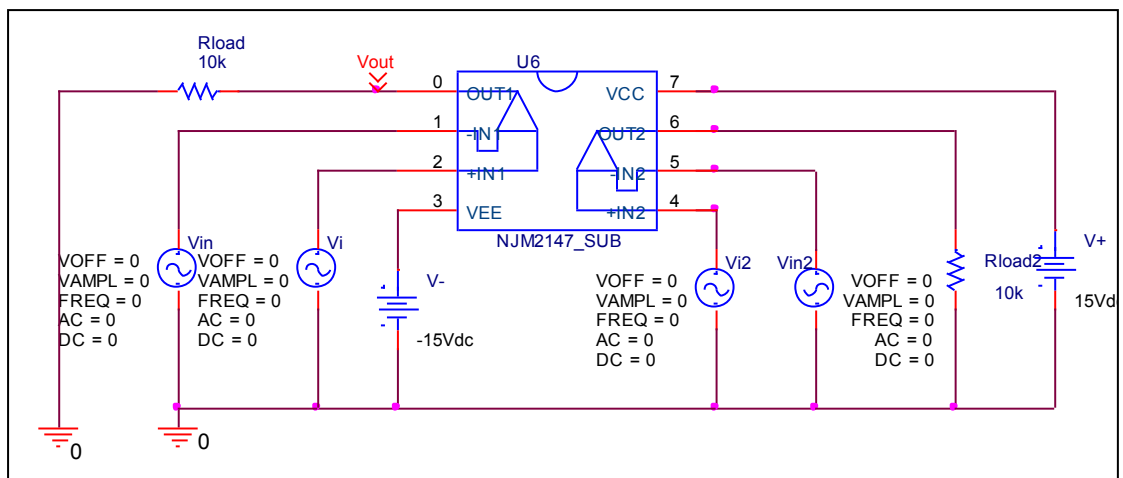 Rload
10k
Vout
U6
0
OUT1
VCC
7
1
-IN1
OUT2
6
2
+IN1
-IN2
5
3
VEE
+IN2
4
NJM2147_SUB
Vin
VOFF = 0
VAMPL = 0
FREQ = 0
AC = 0
DC = 0
Vi
VOFF = 0
VAMPL = 0
FREQ = 0
AC = 0
DC = 0
V-
-15Vdc
Vi2
VOFF = 0
VAMPL = 0
FREQ = 0
AC = 0
DC = 0
Vin2
VOFF = 0
VAMPL = 0
FREQ = 0
AC = 0
DC = 0
Rload2
10k
V+
15Vd
0
0